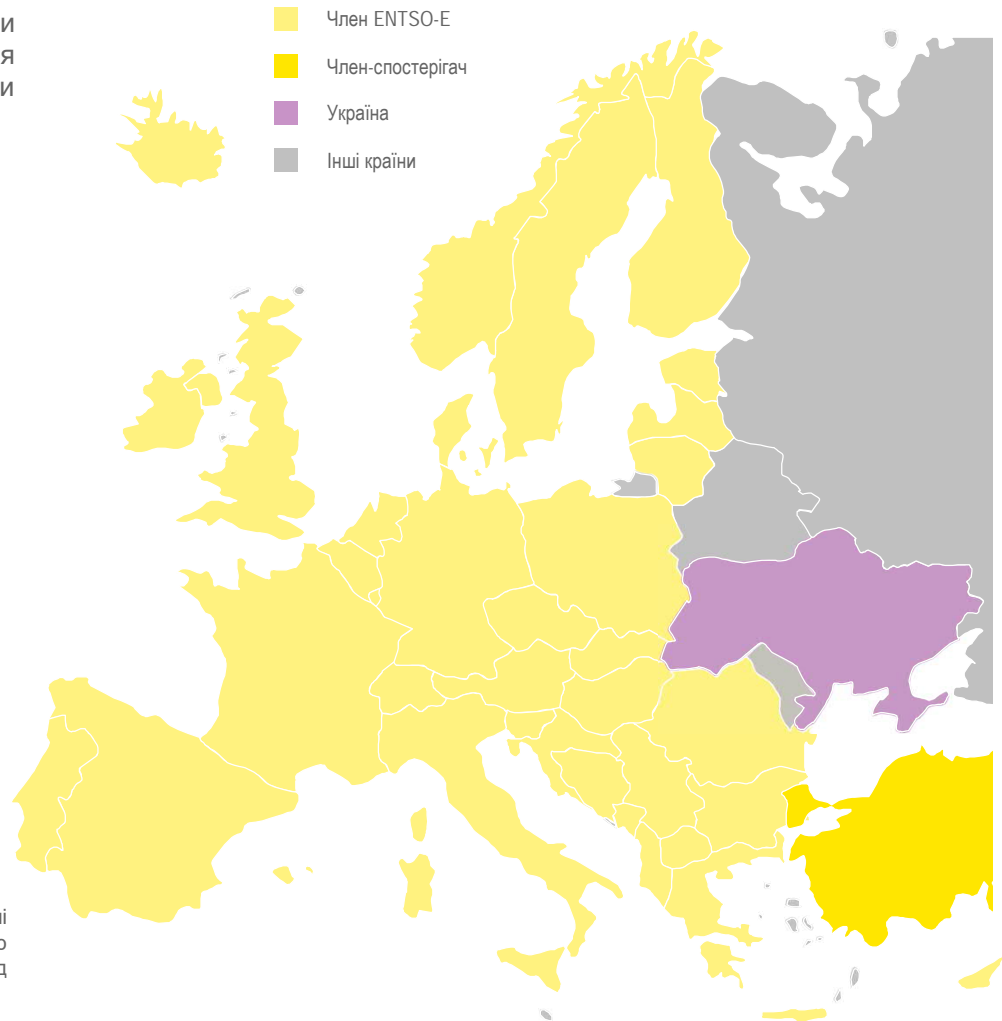 и
я
и
Член ENTSO-E
Член-спостерігач
Україна
Інші країни
і
о
д